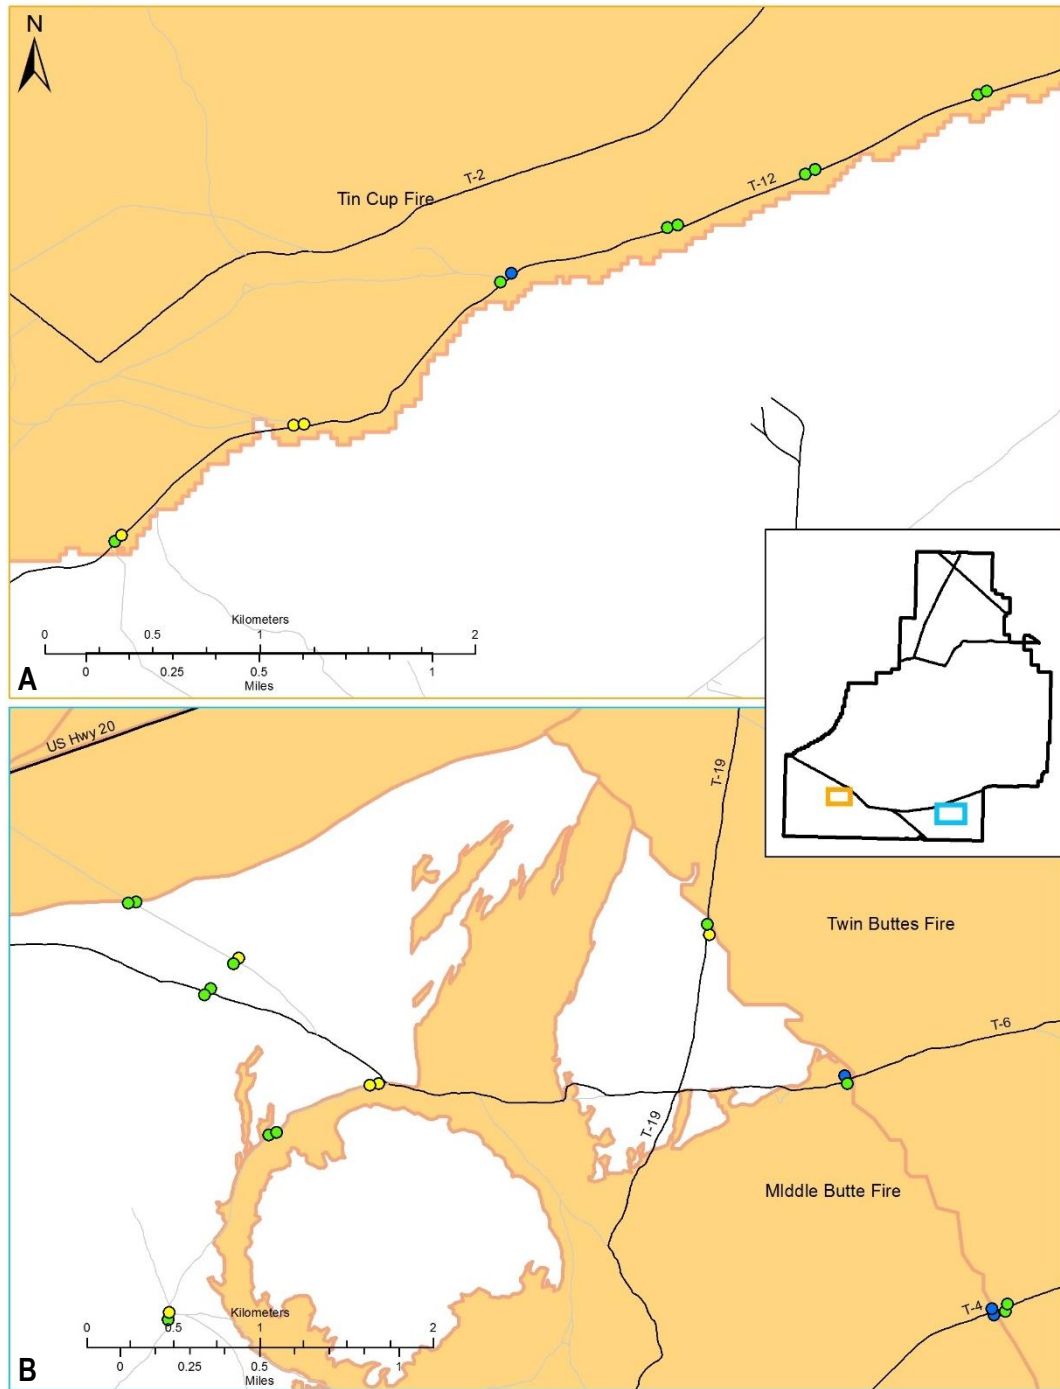 N
T-2
Tin Cup Fire
T-12
Kilometers
0 0.5 1 2
0 0.25 0.5 1
Miles
A
US Hwy 20
T-19
Twin Buttes Fire
T-6
T-19
MIddle Butte Fire
T-4
Kilometers
0 0.5 1 2
0 0.25 0.5 1
Miles
B